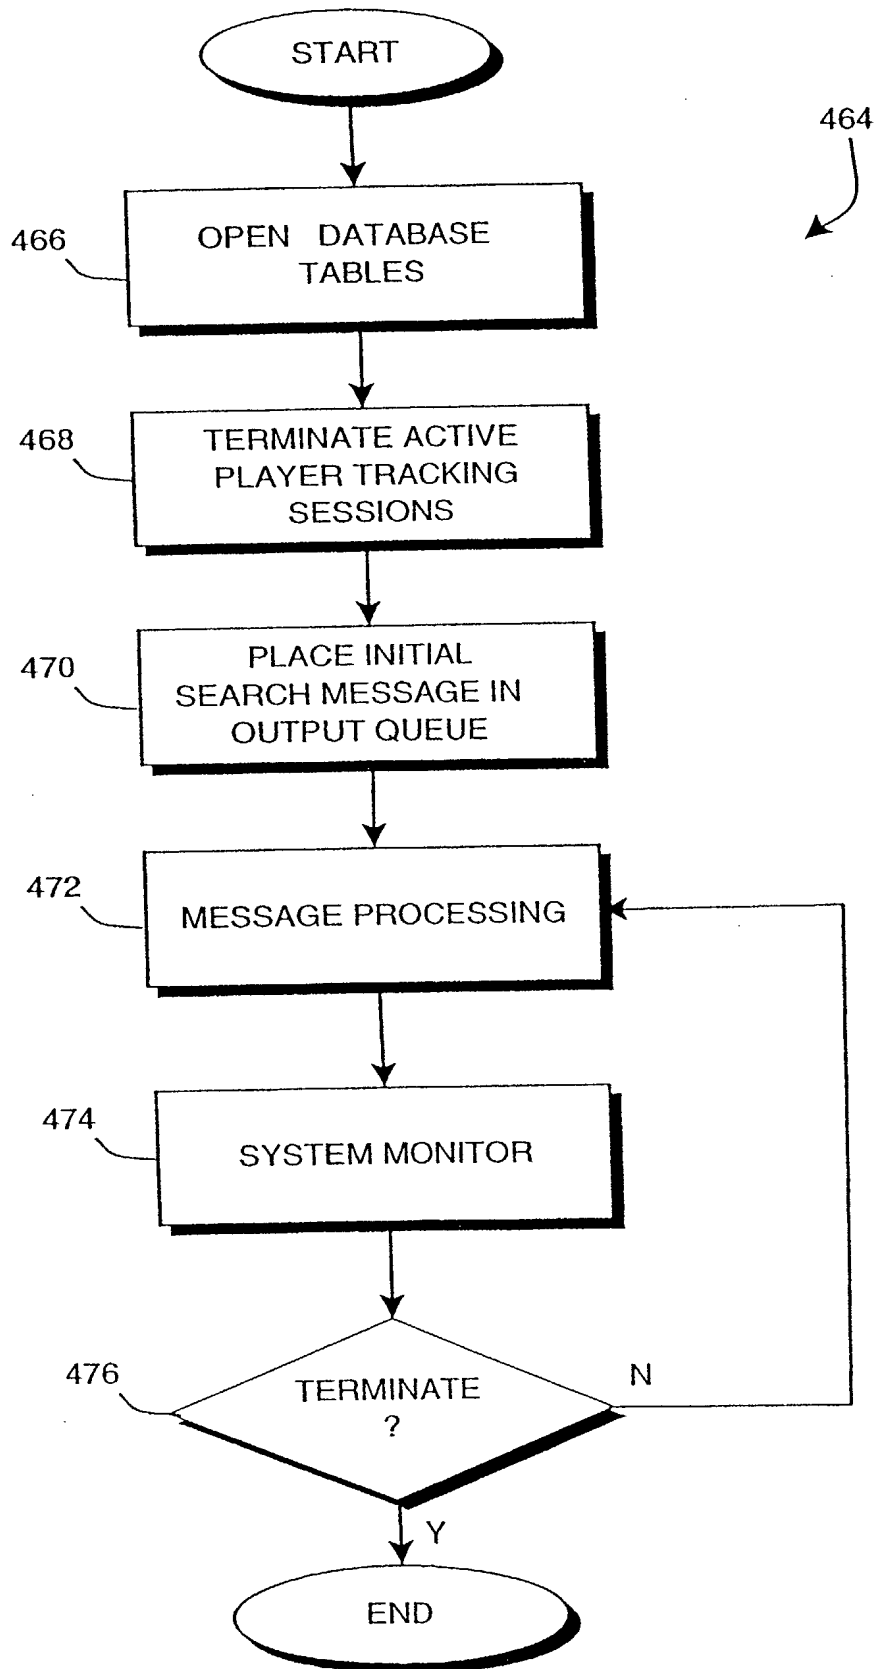 START
464
466
OPEN DATABASE
TABLES
468
TERMINATE ACTIVE
PLAYER TRACKING
SESSIONS
470
PLACE INITIAL
SEARCH MESSAGE IN
OUTPUT QUEUE
472
MESSAGE PROCESSING
474
SYSTEM MONITOR
476
TERMINATE
?
N
Y
END